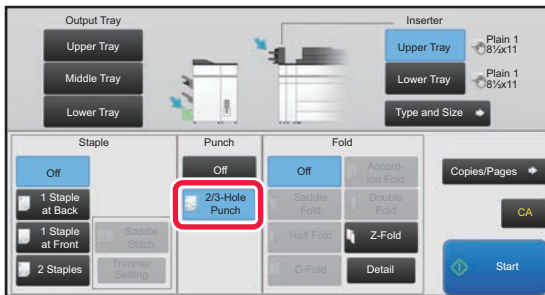 Output Tray
Upper Tray
Middle Tray
Lower Tray
Inserter
Upper Tray
Plain 1
8½x11
Lower Tray
Plain 1
8½x11
Type and Size
Staple
Off
1 Staple
at Back
1 Staple
at Front
2 Staples
Saddle
Stitch
Trimmer
Setting
Punch
Off
2/3-Hole
Punch
Fold
Off
Accord-
ion Fold
Saddle
Fold
Double
Fold
Half Fold
Z-Fold
C-Fold
Detail
Copies/Pages
CA
Start